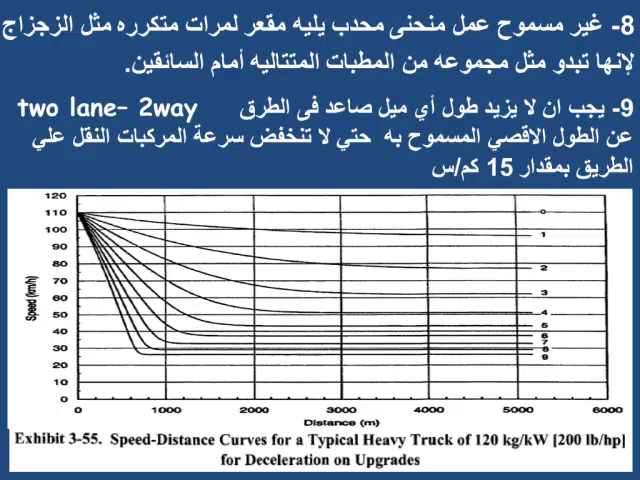 8- غير مسموح عمل منحنى محدب يليه مقعر لمرات متكرره مثل الزجزاج
لإنها تبدو مثل مجموعه من المطبات المتتاليه أمام السائقين.
9- يجب ان لا يزيد طول أي ميل صاعد فى الطرق two lane– 2way
عن الطول الاقصي المسموح به حتي لا تنخفض سرعة المركبات النقل علي
الطريق بمقدار 15 كم/س
120
110
100
90
80
70
60
50
40
30
20
10
0
Speed (km/h)
0
1
2
3
4
5
6
7
8
9
0 1000 2000 3000 4000 5000 6000
Distance (m)
Exhibit 3-55. Speed-Distance Curves for a Typical Heavy Truck of 120 kg/kW [200 lb/hp]
for Deceleration on Upgrades